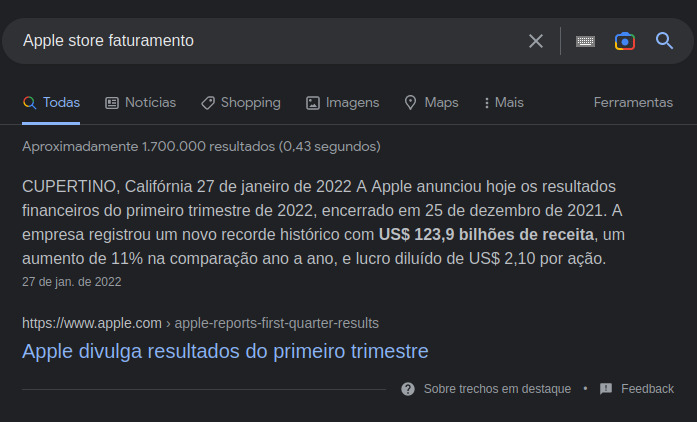 Apple store faturamento
Todas Notícias Shopping Imagens Maps Mais Ferramentas
Aproximadamente 1.700.000 resultados (0,43 segundos)
CUPERTINO, Califórnia 27 de janeiro de 2022 A Apple anunciou hoje os resultados
financeiros do primeiro trimestre de 2022, encerrado em 25 de dezembro de 2021. A
empresa registrou um novo recorde histórico com US$ 123,9 bilhões de receita, um
aumento de 11% na comparação ano a ano, e lucro diluído de US$ 2,10 por ação.
27 de jan. de 2022
https://www.apple.com › apple-reports-first-quarter-results
Apple divulga resultados do primeiro trimestre
Sobre trechos em destaque • Feedback